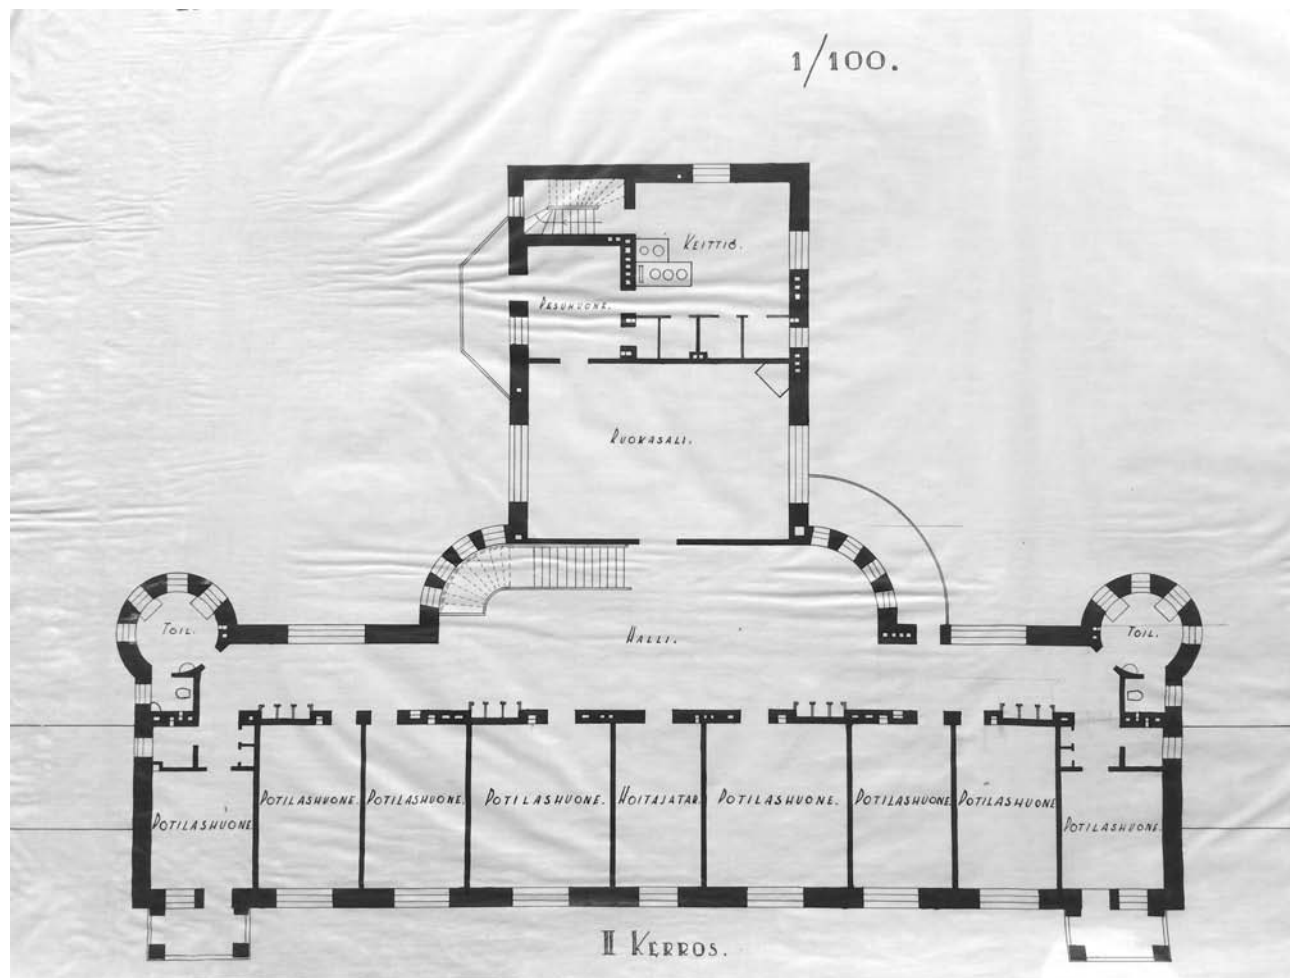 1/100.
KEITTIÖ.
PESUHUONE.
RUOKASALI.
TOIL.
HALLI.
TOIL.
POTILASHUONE.
POTILASHUONE.
POTILASHUONE.
POTILASHUONE.
HOITAJATAR.
POTILASHUONE.
POTILASHUONE.
POTILASHUONE
POTILASHUONE.
II KERROS.